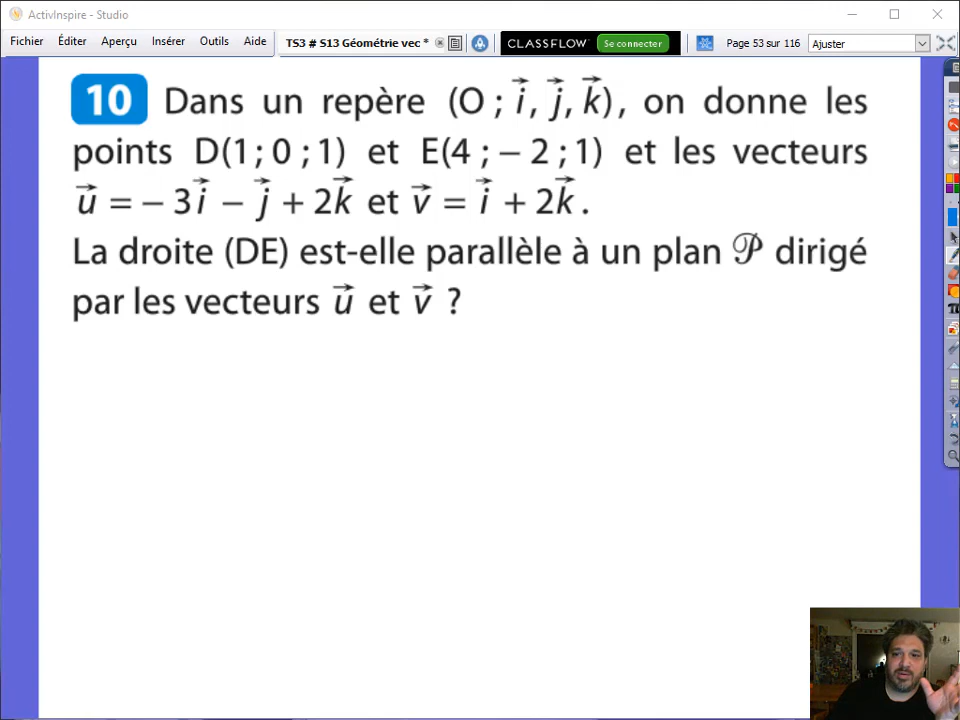 ActivInspire - Studio
Fichier Éditer Aperçu Insérer Outils Aide TS3 # S13 Géométrie vec * CLASSFLOW Se connecter Page 53 sur 116 Ajuster
10 Dans un repère (O ; i⃗, j⃗, k⃗), on donne les
points D(1 ; 0 ; 1) et E(4 ; – 2 ; 1) et les vecteurs
u⃗ = – 3i⃗ – j⃗ + 2k⃗ et v⃗ = i⃗ + 2k⃗.
La droite (DE) est-elle parallèle à un plan 𝒫 dirigé
par les vecteurs u⃗ et v⃗ ?